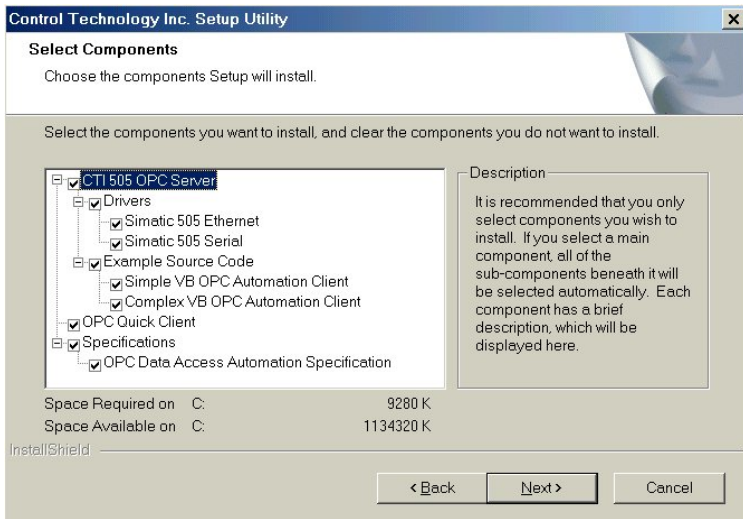 Control Technology Inc. Setup Utility
Select Components
Choose the components Setup will install.
Select the components you want to install, and clear the components you do not want to install.
CTI 505 OPC Server
Drivers
Simatic 505 Ethernet
Simatic 505 Serial
Example Source Code
Simple VB OPC Automation Client
Complex VB OPC Automation Client
OPC Quick Client
Specifications
OPC Data Access Automation Specification
Description
It is recommended that you only
select components you wish to
install. If you select a main
component, all of the
sub-components beneath it will
be selected automatically. Each
component has a brief
description, which will be
displayed here.
Space Required on C: 9280 K
Space Available on C: 1134320 K
InstallShield
< Back
Next >
Cancel